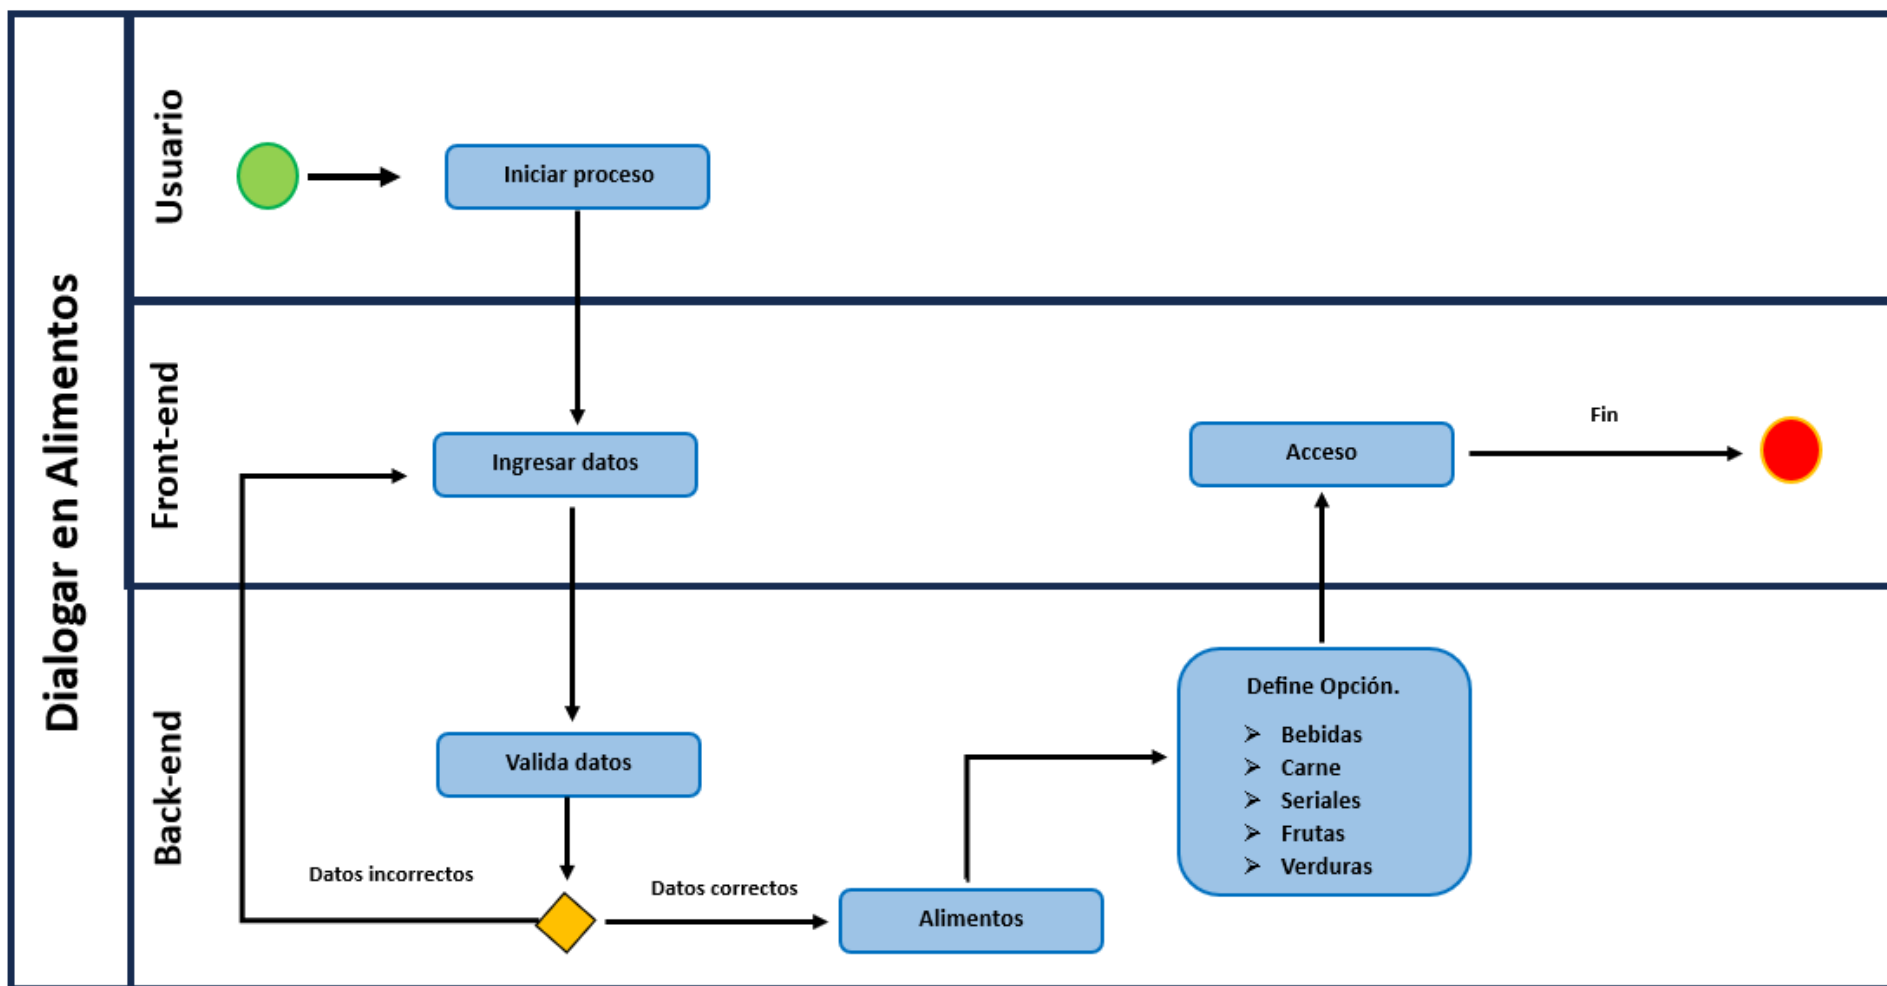 Dialogar en Alimentos
Usuario
Iniciar proceso
Front-end
Ingresar datos
Acceso
Fin
Back-end
Valida datos
Datos incorrectos
Datos correctos
Alimentos
Define Opción.
➢ Bebidas
➢ Carne
➢ Seriales
➢ Frutas
➢ Verduras